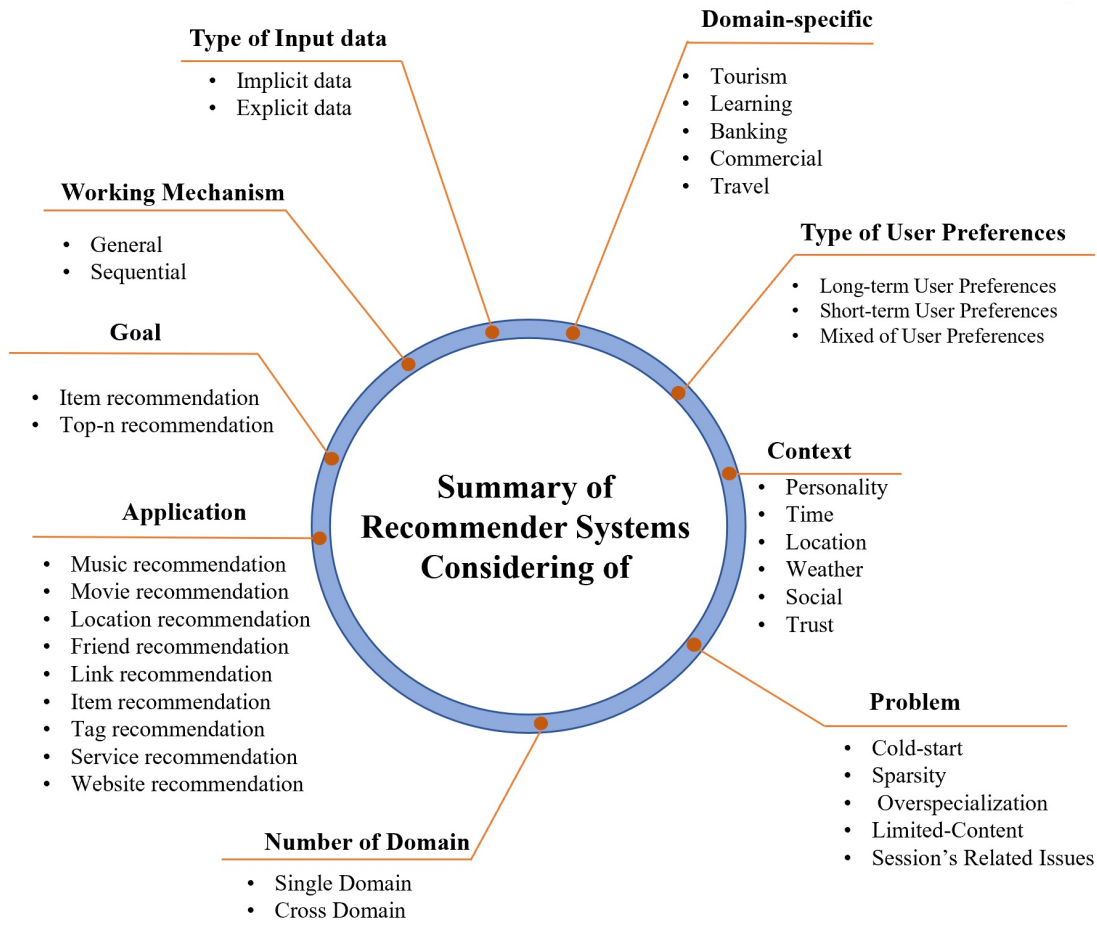 Type of Input data
• Implicit data
• Explicit data
Domain-specific
• Tourism
• Learning
• Banking
• Commercial
• Travel
Working Mechanism
• General
• Sequential
Type of User Preferences
• Long-term User Preferences
• Short-term User Preferences
• Mixed of User Preferences
Goal
• Item recommendation
• Top-n recommendation
Context
• Personality
• Time
• Location
• Weather
• Social
• Trust
Summary of
Recommender Systems
Considering of
Application
• Music recommendation
• Movie recommendation
• Location recommendation
• Friend recommendation
• Link recommendation
• Item recommendation
• Tag recommendation
• Service recommendation
• Website recommendation
Problem
• Cold-start
• Sparsity
• Overspecialization
• Limited-Content
• Session’s Related Issues
Number of Domain
• Single Domain
• Cross Domain